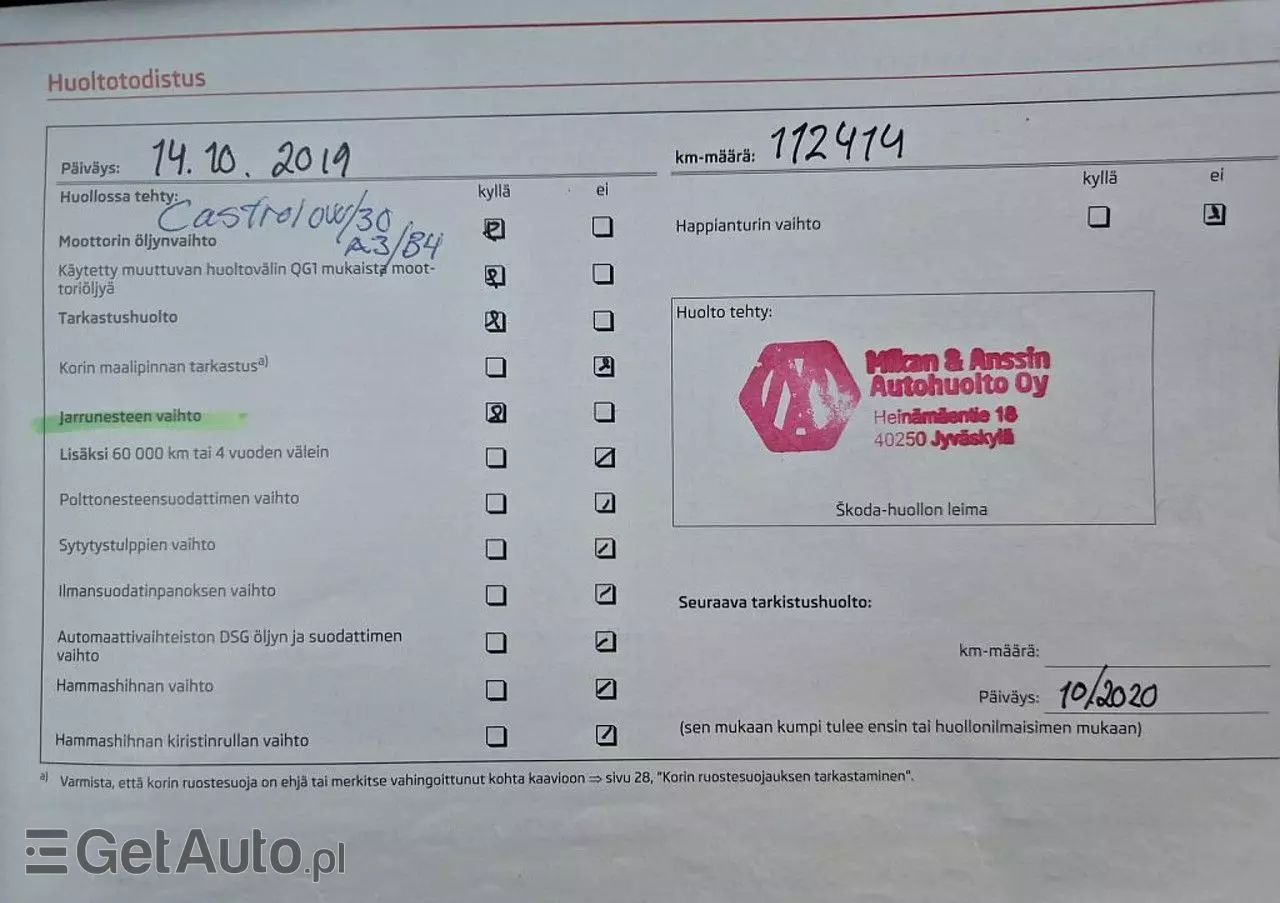 Huoltotodistus
Päiväys: 14.10.2019
km-määrä: 112414
Huollossa tehty:
kyllä
ei
Castrol 0W/30
A3/B4
Moottorin öljynvaihto
Käytetty muuttuvan huoltovälin QG1 mukaista moot-
toriöljyä
Tarkastushuolto
Korin maalipinnan tarkastus a)
Jarrunesteen vaihto
Lisäksi 60 000 km tai 4 vuoden välein
Polttonesteensuodattimen vaihto
Sytytystulppien vaihto
Ilmansuodatinpanoksen vaihto
Automaattivaihteiston DSG öljyn ja suodattimen
vaihto
Hammashihnan vaihto
Hammashihnan kiristinrullan vaihto
kyllä
ei
Happianturin vaihto
Huolto tehty:
Mikan & Anssin
Autohuolto Oy
Heinämäentie 18
40250 Jyväskylä
Škoda-huollon leima
Seuraava tarkistushuolto:
km-määrä:
Päiväys: 10/2020
(sen mukaan kumpi tulee ensin tai huollonilmaisimen mukaan)
a) Varmista, että korin ruostesuoja on ehjä tai merkitse vahingoittunut kohta kaavioon ⇒ sivu 28, "Korin ruostesuojauksen tarkastaminen".
GetAuto.pl